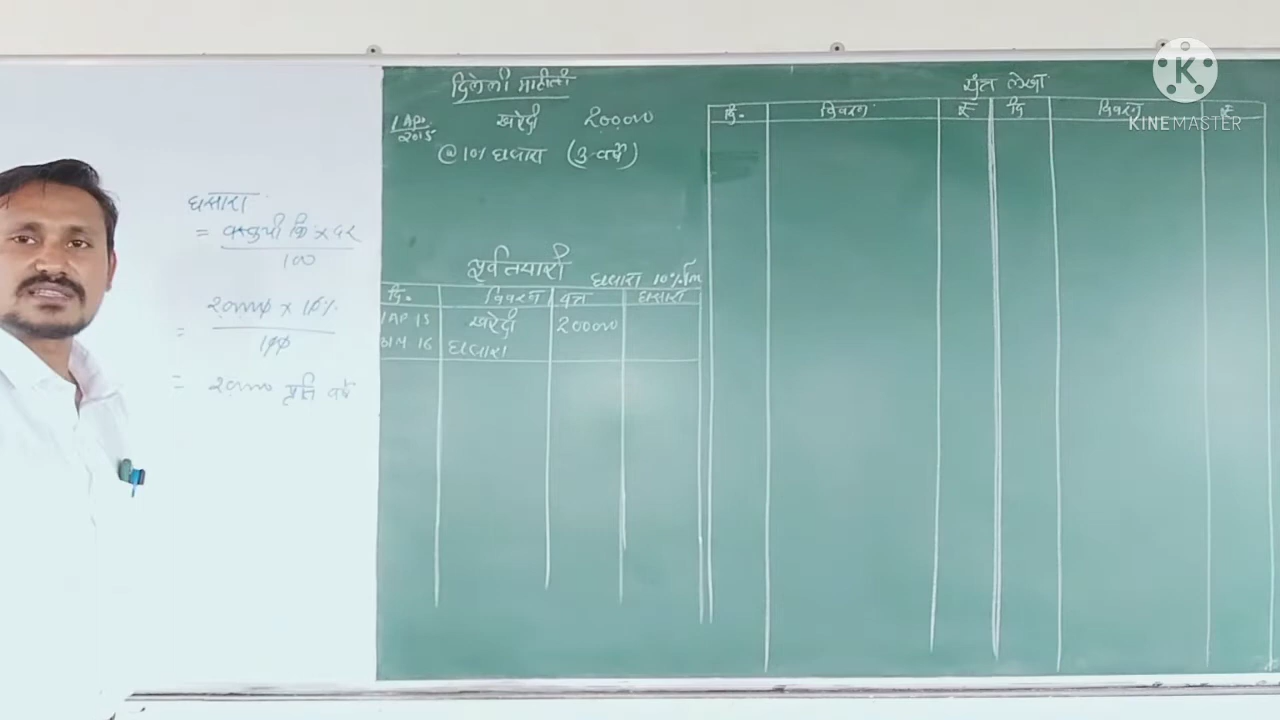 दिलेली माहिती
1 Apr. 2015 खरेदी 200000
@ 10% घसारा (3 वर्षे)
घसारा
= वस्तुची किं × दर
100
= 200000 × 10%
100
= 20000 प्रति वर्षे
पूर्वतयारी
घसारा 10%
दि. विवरण यंत्र घसारा
1 AP 15 खरेदी 200000
31 M. 16 घसारा
यंत्र लेखा
दि. विवरण रु दि विवरण रु
K
KINEMASTER